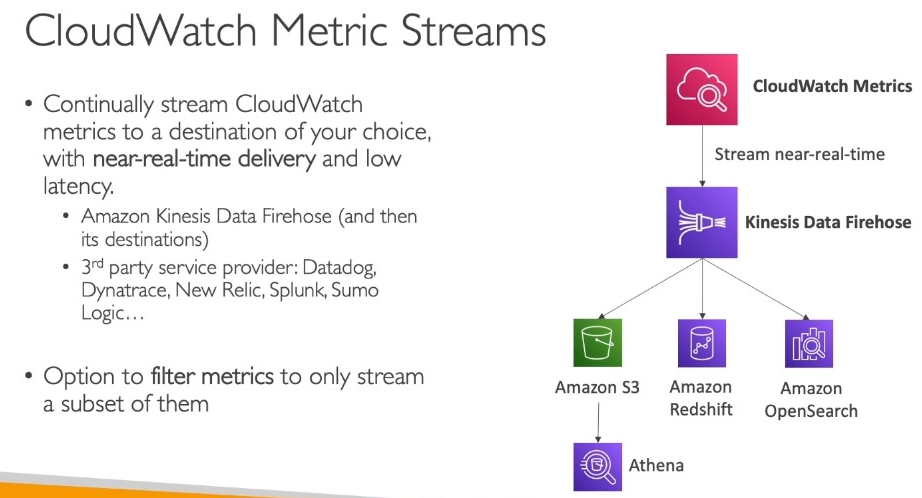 CloudWatch Metric Streams
• Continually stream CloudWatch
metrics to a destination of your choice,
with near-real-time delivery and low
latency.
• Amazon Kinesis Data Firehose (and then
its destinations)
• 3rd party service provider: Datadog,
Dynatrace, New Relic, Splunk, Sumo
Logic…
• Option to filter metrics to only stream
a subset of them
CloudWatch Metrics
Stream near-real-time
Kinesis Data Firehose
Amazon S3
Amazon
Redshift
Amazon
OpenSearch
Athena